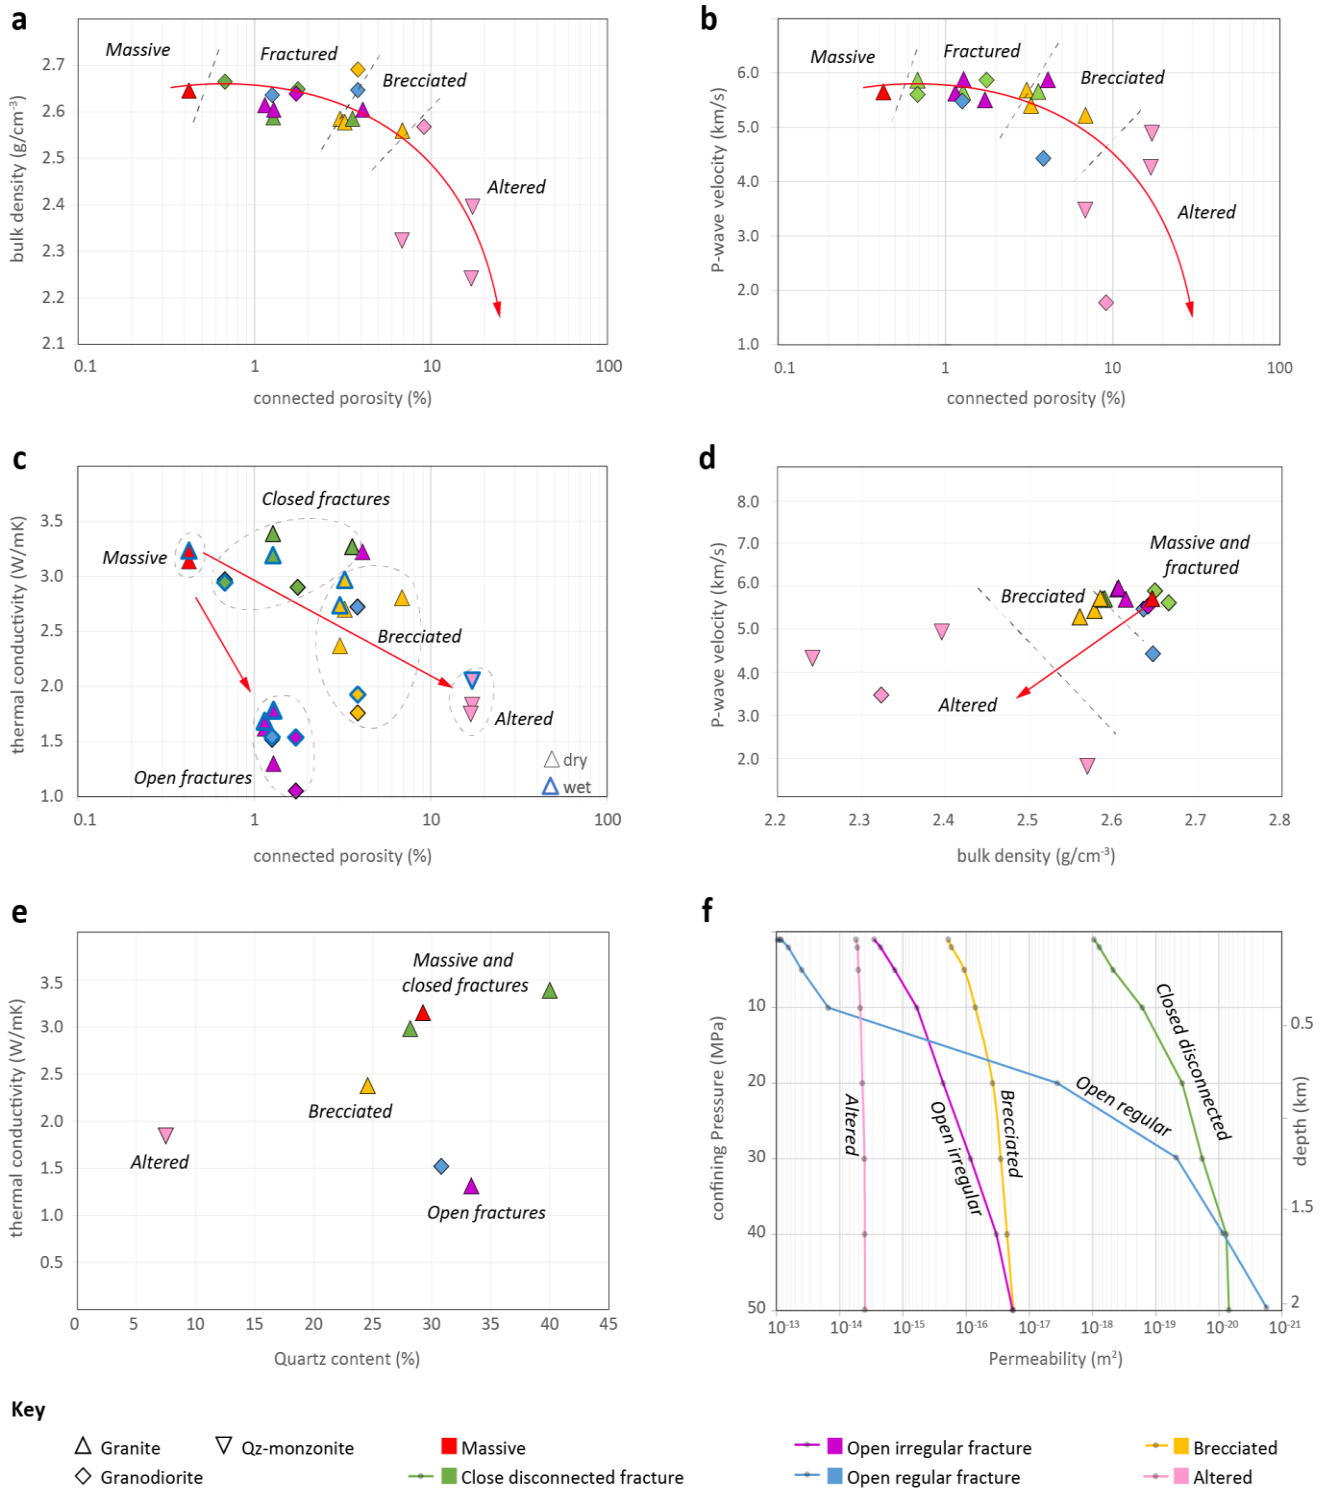 a
Massive
Fractured
Brecciated
Altered
2.7
2.6
2.5
2.4
2.3
2.2
2.1
0.1
1
10
100
bulk density (g/cm⁻³)
connected porosity (%)
b
Massive
Fractured
Brecciated
Altered
6.0
5.0
4.0
3.0
2.0
1.0
0.1
1
10
100
P-wave velocity (km/s)
connected porosity (%)
c
Closed fractures
Massive
Brecciated
Altered
Open fractures
dry
wet
3.5
3.0
2.5
2.0
1.5
1.0
0.1
1
10
100
thermal conductivity (W/mK)
connected porosity (%)
d
Massive and
fractured
Brecciated
Altered
8.0
7.0
6.0
5.0
4.0
3.0
2.0
2.2
2.3
2.4
2.5
2.6
2.7
2.8
P-wave velocity (km/s)
bulk density (g/cm⁻³)
e
Massive and
closed fractures
Brecciated
Altered
Open fractures
3.5
3.0
2.5
2.0
1.5
1.0
0.5
0
5
10
15
20
25
30
35
40
45
thermal conductivity (W/mK)
Quartz content (%)
f
Closed disconnected
Open regular
Altered
Open irregular
Brecciated
10
20
30
40
50
0.5
1.5
2
10⁻¹³
10⁻¹⁴
10⁻¹⁵
10⁻¹⁶
10⁻¹⁷
10⁻¹⁸
10⁻¹⁹
10⁻²⁰
10⁻²¹
confining Pressure (MPa)
depth (km)
Permeability (m²)
Key
Granite
Qz-monzonite
Massive
Open irregular fracture
Brecciated
Granodiorite
Close disconnected fracture
Open regular fracture
Altered